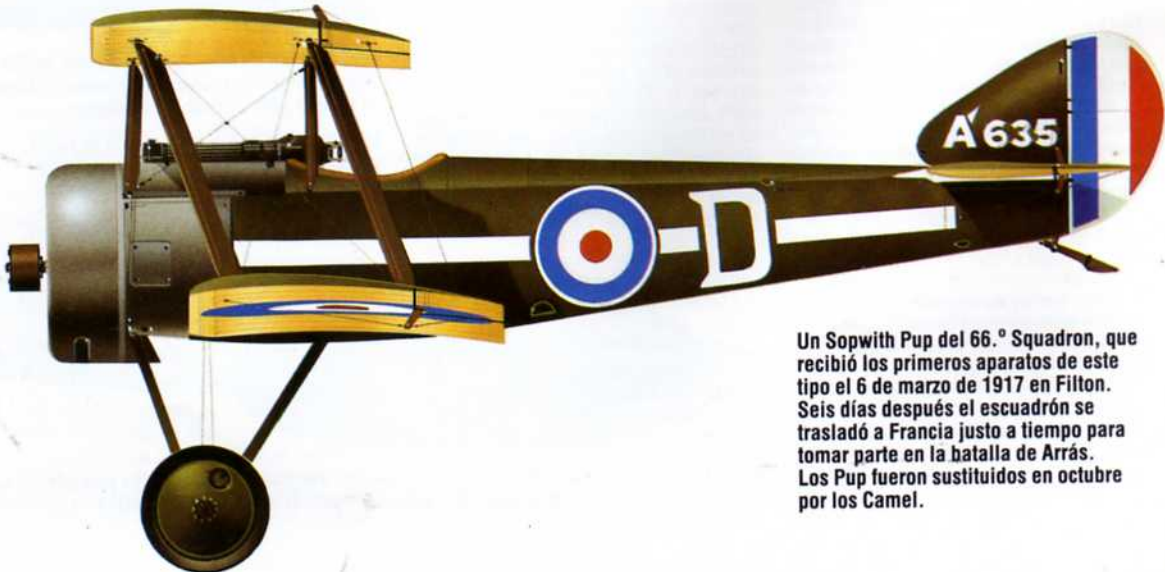 A 635
D
Un Sopwith Pup del 66.º Squadron, que
recibió los primeros aparatos de este
tipo el 6 de marzo de 1917 en Filton.
Seis días después el escuadrón se
trasladó a Francia justo a tiempo para
tomar parte en la batalla de Arrás.
Los Pup fueron sustituidos en octubre
por los Camel.